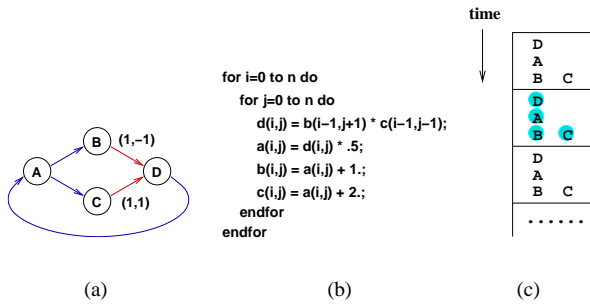 A
B
C
D
(1,−1)
(1,1)
(a)
for i=0 to n do
for j=0 to n do
d(i,j) = b(i−1,j+1) * c(i−1,j−1);
a(i,j) = d(i,j) * .5;
b(i,j) = a(i,j) + 1.;
c(i,j) = a(i,j) + 2.;
endfor
endfor
(b)
time
D
A
B C
D
A
B C
D
A
B C
......
(c)